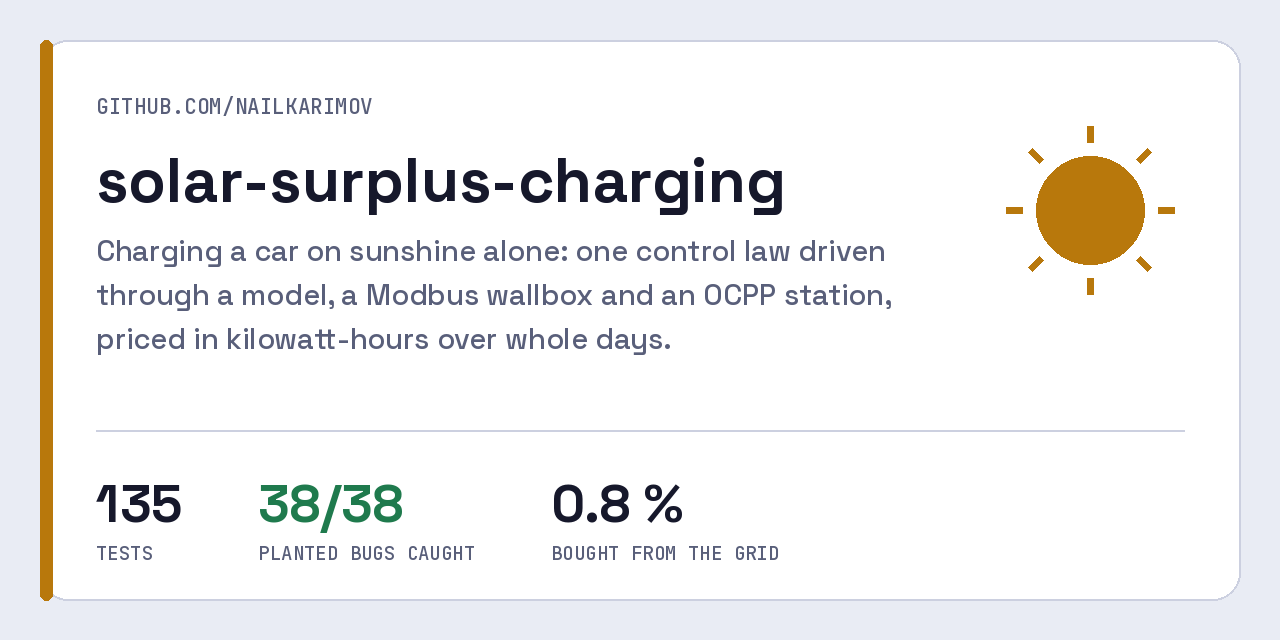 GITHUB.COM/NAILKARIMOV
solar-surplus-charging
Charging a car on sunshine alone: one control law driven
through a model, a Modbus wallbox and an OCPP station,
priced in kilowatt-hours over whole days.
135 38/38 0.8 %
TESTS PLANTED BUGS CAUGHT BOUGHT FROM THE GRID